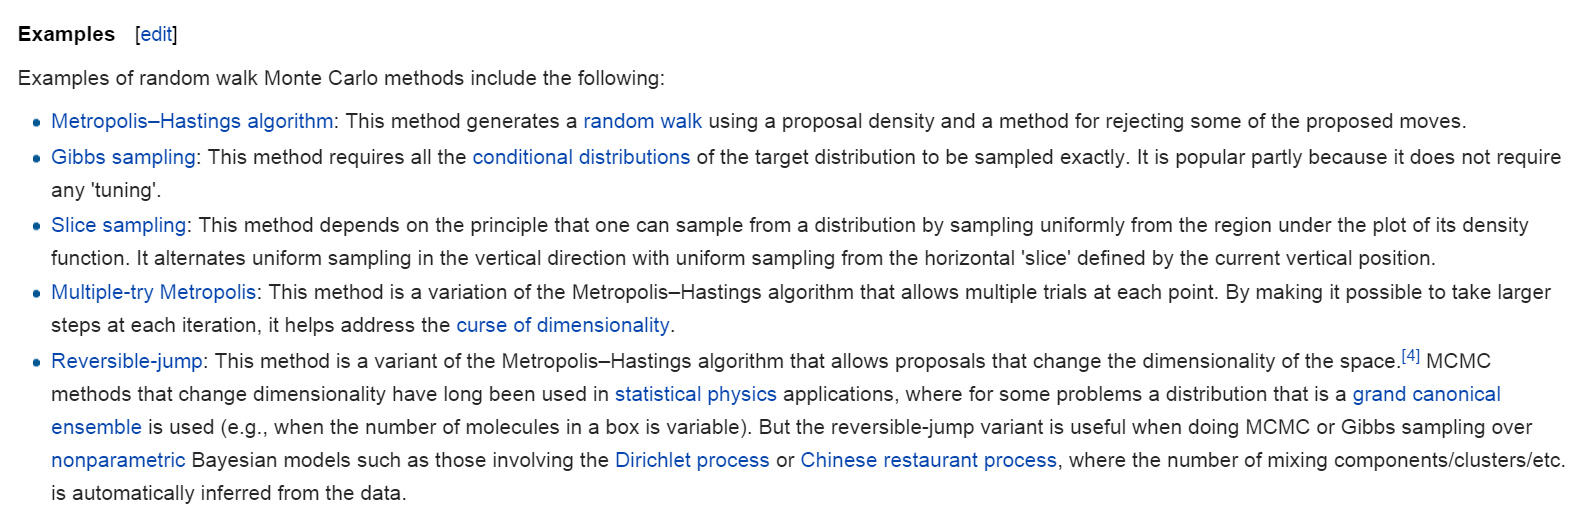 Examples [edit]
Examples of random walk Monte Carlo methods include the following:
• Metropolis–Hastings algorithm: This method generates a random walk using a proposal density and a method for rejecting some of the proposed moves.
• Gibbs sampling: This method requires all the conditional distributions of the target distribution to be sampled exactly. It is popular partly because it does not require
any 'tuning'.
• Slice sampling: This method depends on the principle that one can sample from a distribution by sampling uniformly from the region under the plot of its density
function. It alternates uniform sampling in the vertical direction with uniform sampling from the horizontal 'slice' defined by the current vertical position.
• Multiple-try Metropolis: This method is a variation of the Metropolis–Hastings algorithm that allows multiple trials at each point. By making it possible to take larger
steps at each iteration, it helps address the curse of dimensionality.
• Reversible-jump: This method is a variant of the Metropolis–Hastings algorithm that allows proposals that change the dimensionality of the space.[4] MCMC
methods that change dimensionality have long been used in statistical physics applications, where for some problems a distribution that is a grand canonical
ensemble is used (e.g., when the number of molecules in a box is variable). But the reversible-jump variant is useful when doing MCMC or Gibbs sampling over
nonparametric Bayesian models such as those involving the Dirichlet process or Chinese restaurant process, where the number of mixing components/clusters/etc.
is automatically inferred from the data.